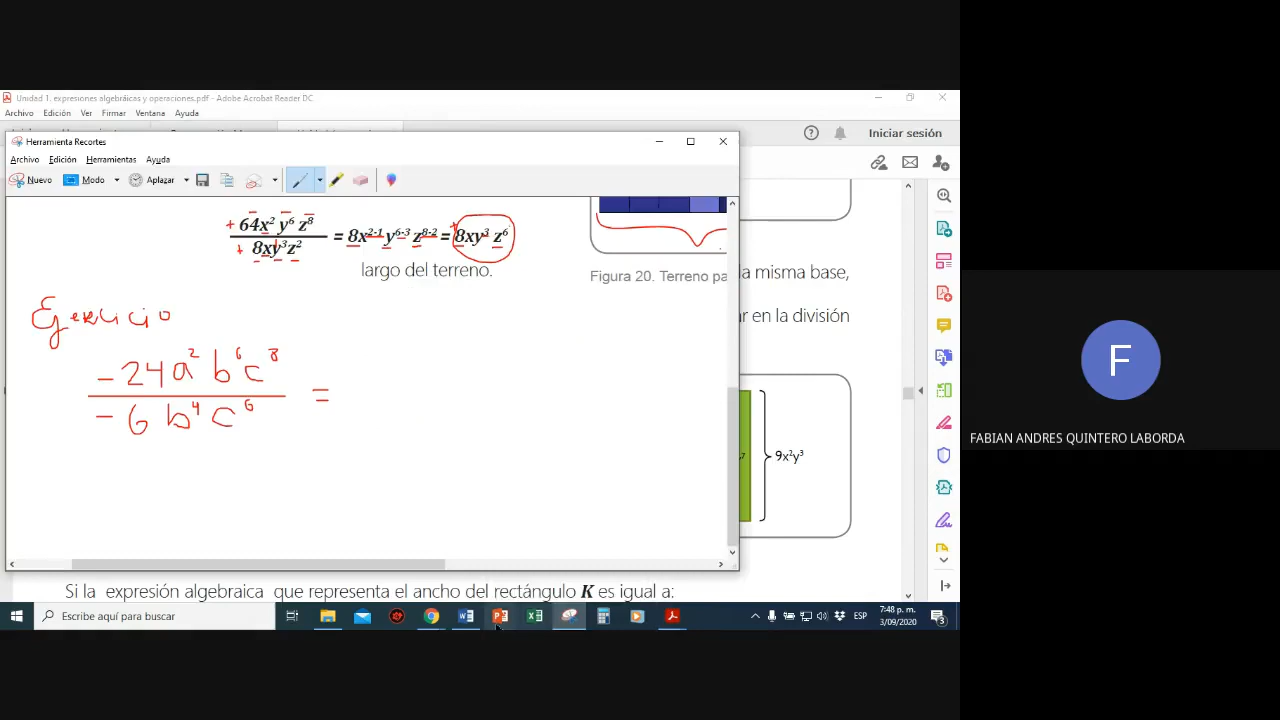 Unidad 1. expresiones algebráicas y operaciones.pdf - Adobe Acrobat Reader DC
Archivo Edición Ver Firmar Ventana Ayuda
Iniciar sesión
Herramienta Recortes
Archivo Edición Herramientas Ayuda
Nuevo Modo Aplazar
+ 64x² y⁶ z⁸
+ 8xy³z²
= 8x²⁻¹ y⁶⁻³ z⁸⁻² = +8xy³ z⁶
largo del terreno.
Figura 20. Terreno pa
la misma base,
ar en la división
Ejercicio
- 24a² b⁶ c⁸
- 6 b⁴ c⁶
=
9x²y³
Si la expresión algebraica que representa el ancho del rectángulo K es igual a:
F
FABIAN ANDRES QUINTERO LABORDA
Escribe aquí para buscar
ESP
7:48 p. m.
3/09/2020
3